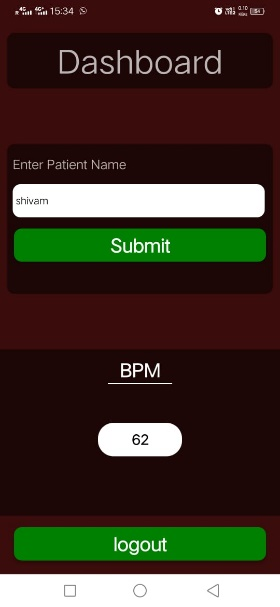 15:34
Dashboard
Enter Patient Name
shivam
Submit
BPM
62
logout